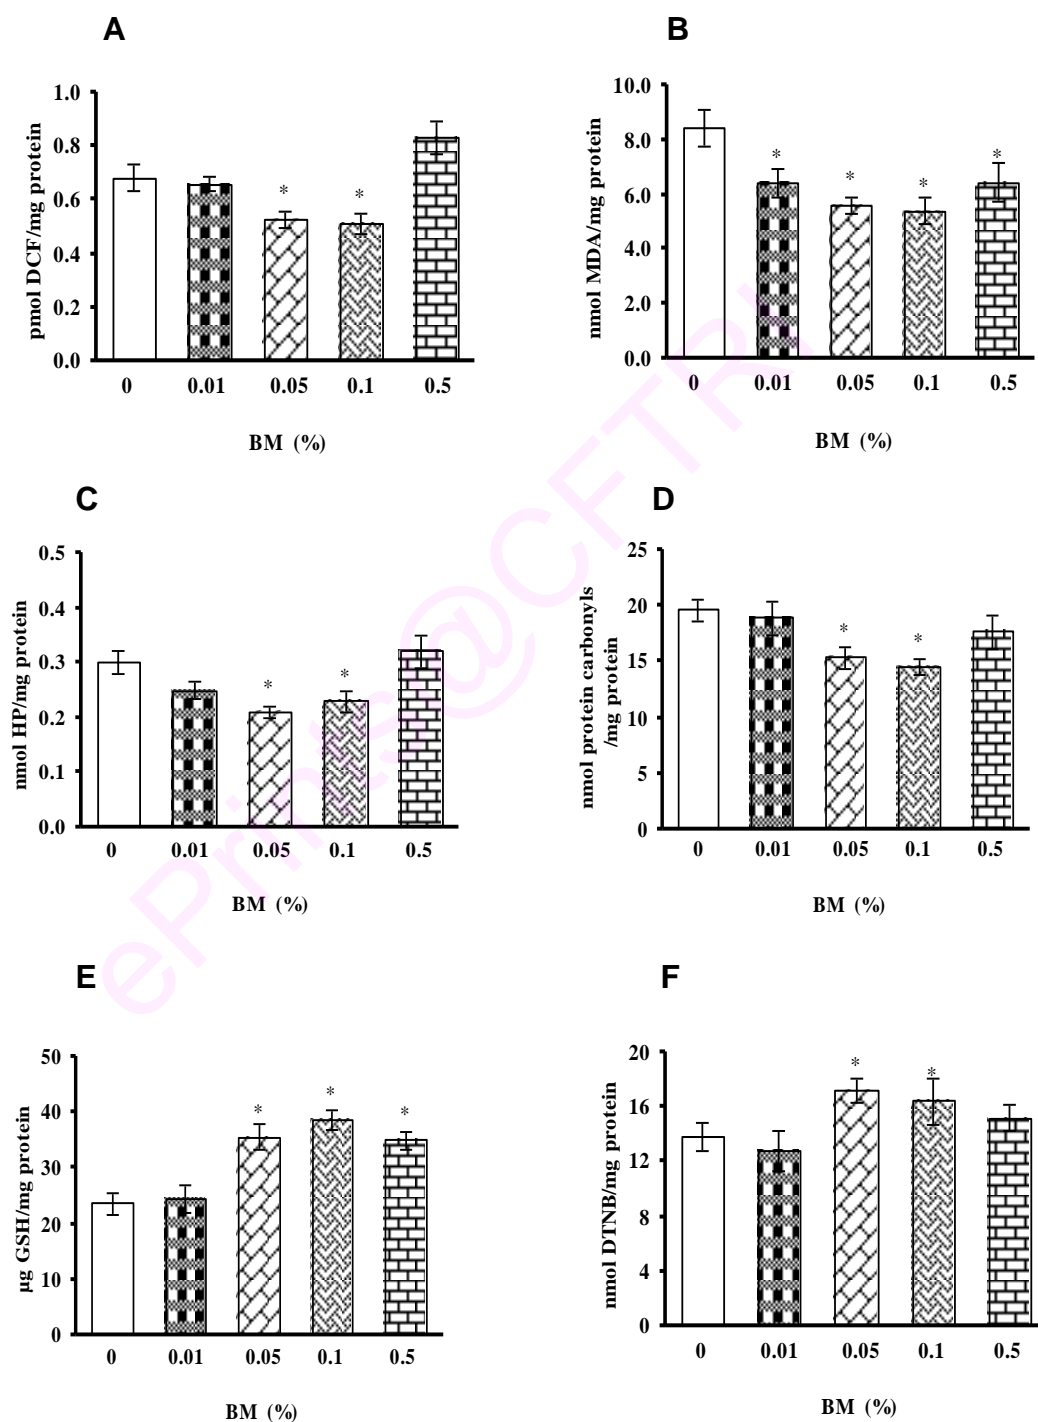 A
pmol DCF/mg protein
1.0
0.8
0.6
0.4
0.2
0.0
*
*
0 0.01 0.05 0.1 0.5
BM (%)
B
nmol MDA/mg protein
10.0
8.0
6.0
4.0
2.0
0.0
*
*
*
*
0 0.01 0.05 0.1 0.5
BM (%)
C
nmol HP/mg protein
0.5
0.4
0.3
0.2
0.1
0.0
*
*
0 0.01 0.05 0.1 0.5
BM (%)
D
nmol protein carbonyls
/mg protein
25
20
15
10
5
0
*
*
0 0.01 0.05 0.1 0.5
BM (%)
E
µg GSH/mg protein
50
40
30
20
10
0
*
*
*
0 0.01 0.05 0.1 0.5
BM (%)
F
nmol DTNB/mg protein
20
16
12
8
4
0
*
*
0 0.01 0.05 0.1 0.5
BM (%)
ePrints@CFTRI